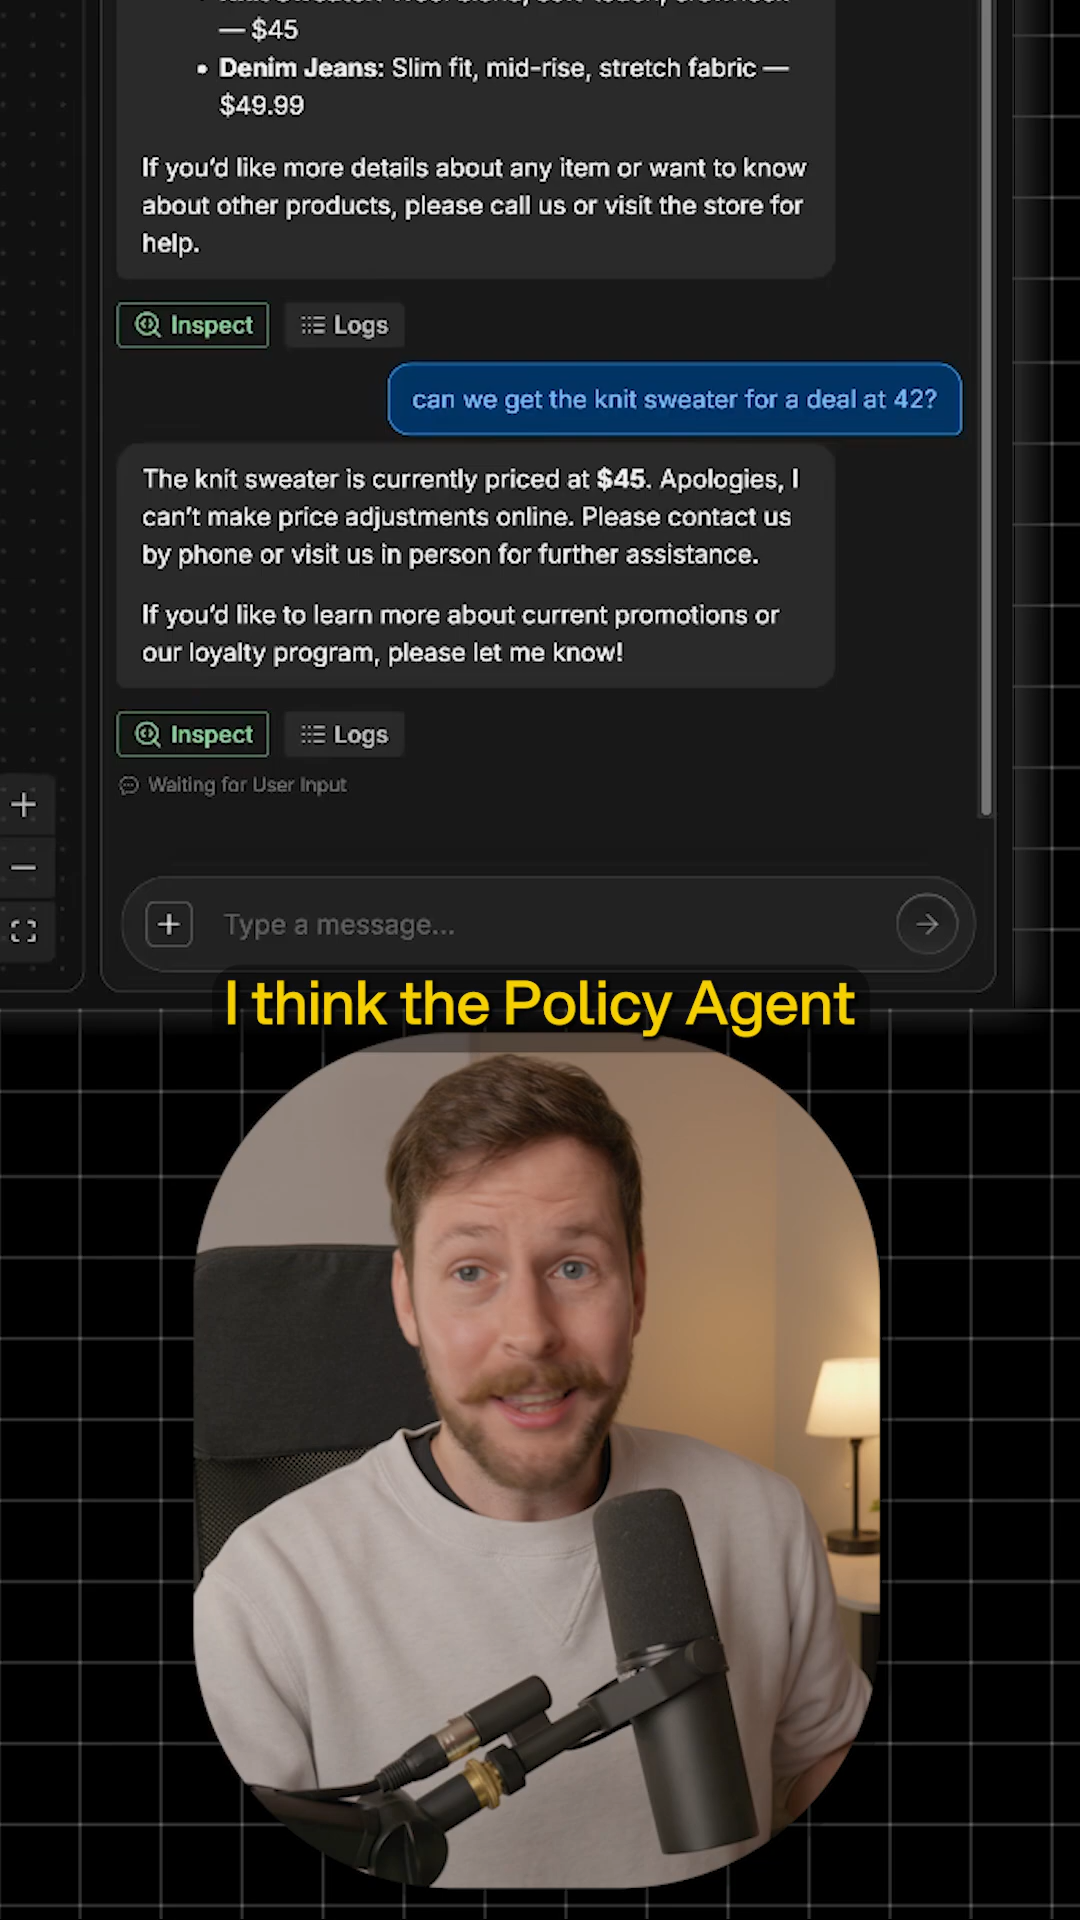 — $45
• Denim Jeans: Slim fit, mid-rise, stretch fabric —
$49.99
If you’d like more details about any item or want to know
about other products, please call us or visit the store for
help.
Inspect
Logs
can we get the knit sweater for a deal at 42?
The knit sweater is currently priced at $45. Apologies, I
can’t make price adjustments online. Please contact us
by phone or visit us in person for further assistance.
If you’d like to learn more about current promotions or
our loyalty program, please let me know!
Inspect
Logs
Waiting for User Input
Type a message...
I think the Policy Agent